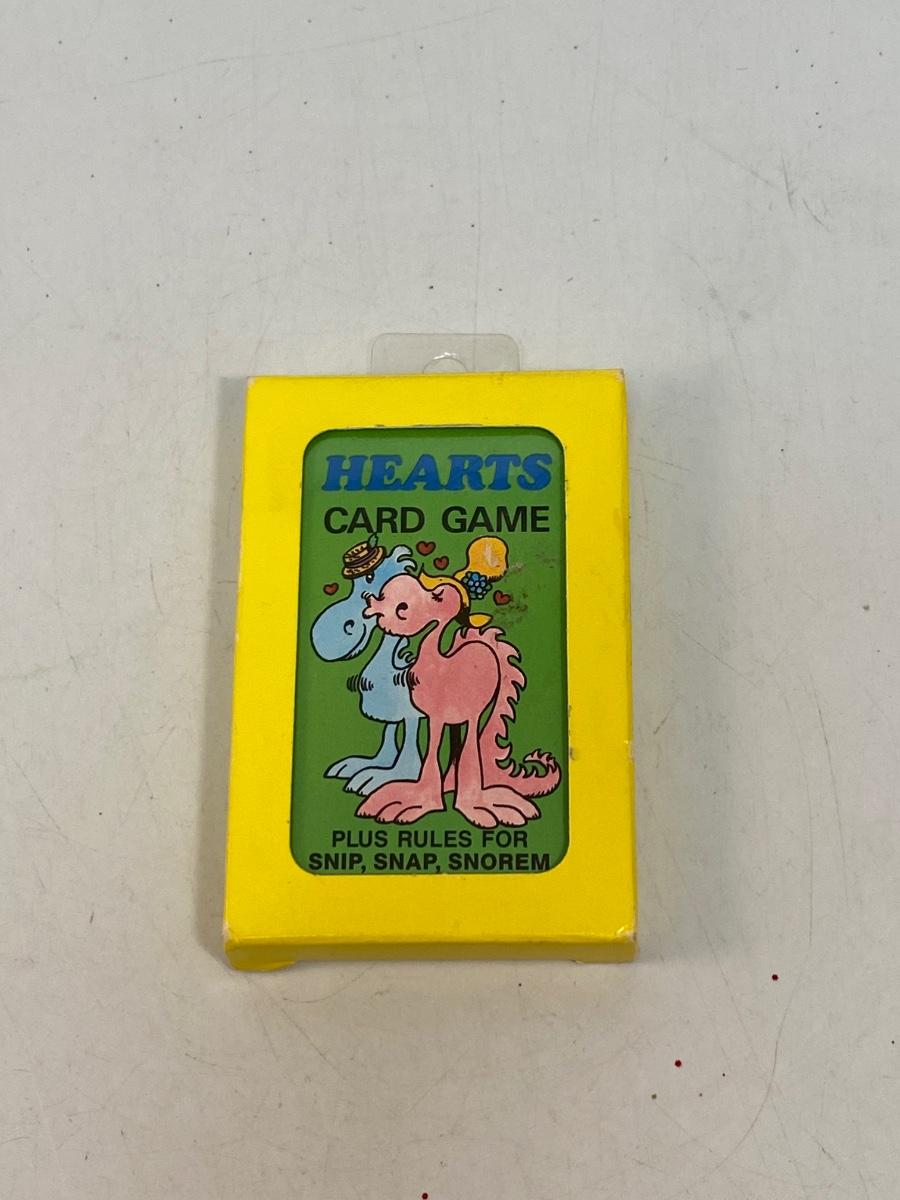 HEARTS
CARD GAME
PLUS RULES FOR
SNIP, SNAP, SNOREM